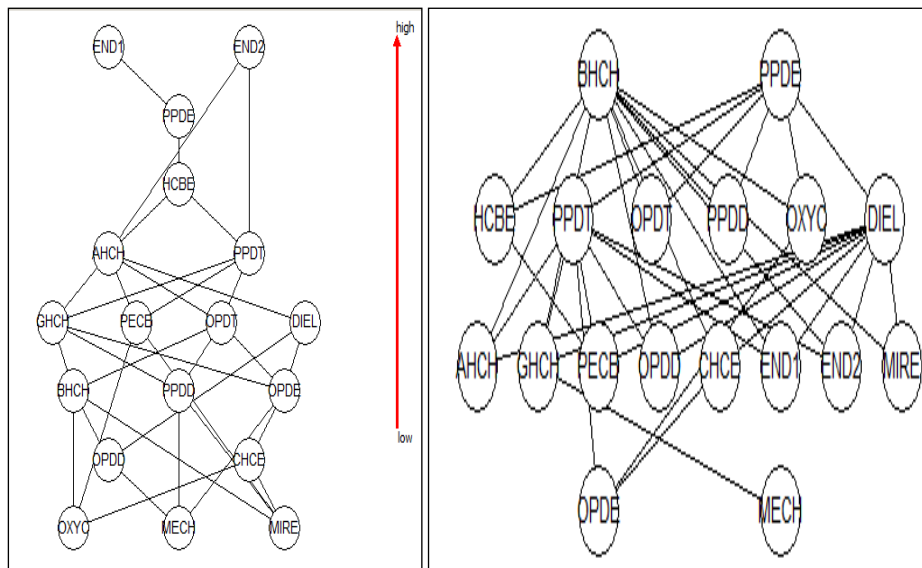 high
END1 END2
PPDE
HCBE
AHCH PPDT
GHCH PECB OPDT DIEL
BHCH PPDD OPDE
low
OPDD CHCE
OXYC MECH MIRE
BHCH PPDE
HCBE PPDT OPDT PPDD OXYC DIEL
AHCH GHCH PECB OPDD CHCE END1 END2 MIRE
OPDE MECH